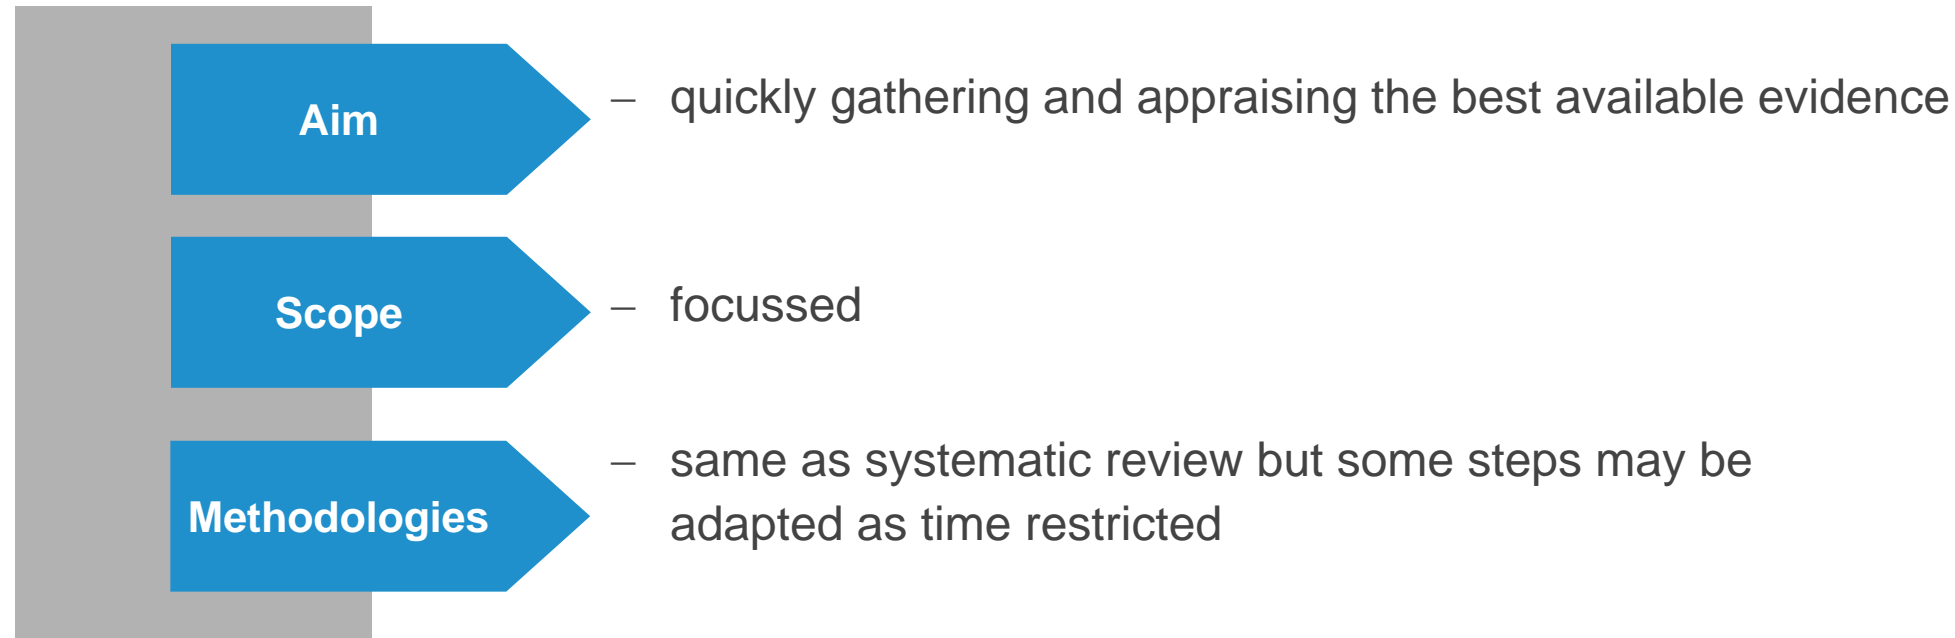 Aim
– quickly gathering and appraising the best available evidence
Scope
– focussed
Methodologies
– same as systematic review but some steps may be
adapted as time restricted